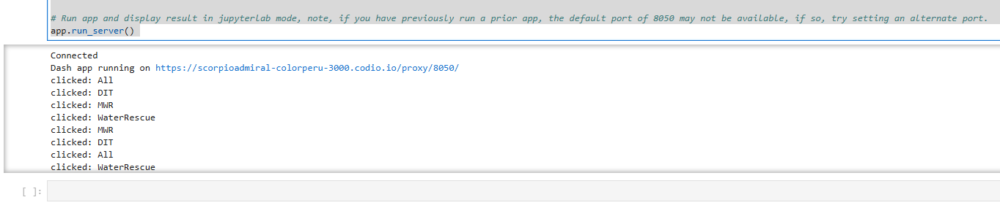 # Run app and display result in jupyterlab mode, note, if you have previously run a prior app, the default port of 8050 may not be available, if so, try setting an alternate port.
app.run_server()
Connected
Dash app running on https://scorpioadmiral-colorperu-3000.codio.io/proxy/8050/
clicked: All
clicked: DIT
clicked: MWR
clicked: WaterRescue
clicked: MWR
clicked: DIT
clicked: All
clicked: WaterRescue
[ ]: